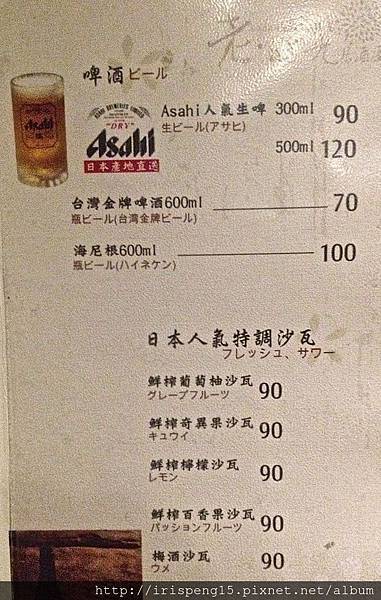 啤酒ビール
ASAHI BREWERIES LIMITED
"DRY"
Asahi
日本產地直送
Asahi
Asahi人氣生啤 300ml 90
生ビール(アサヒ)
500ml 120
台灣金牌啤酒600ml 70
瓶ビール(台湾金牌ビール)
海尼根600ml 100
瓶ビール(ハイネケン)
日本人氣特調沙瓦
フレッシュ、サワー
鮮榨葡萄柚沙瓦 90
グレープフルーツ
鮮榨奇異果沙瓦 90
キュウイ
鮮榨檸檬沙瓦 90
レモン
鮮榨百香果沙瓦 90
パッションフルーツ
梅酒沙瓦 90
ウメ
http://irispeng15.pixnet.net/album